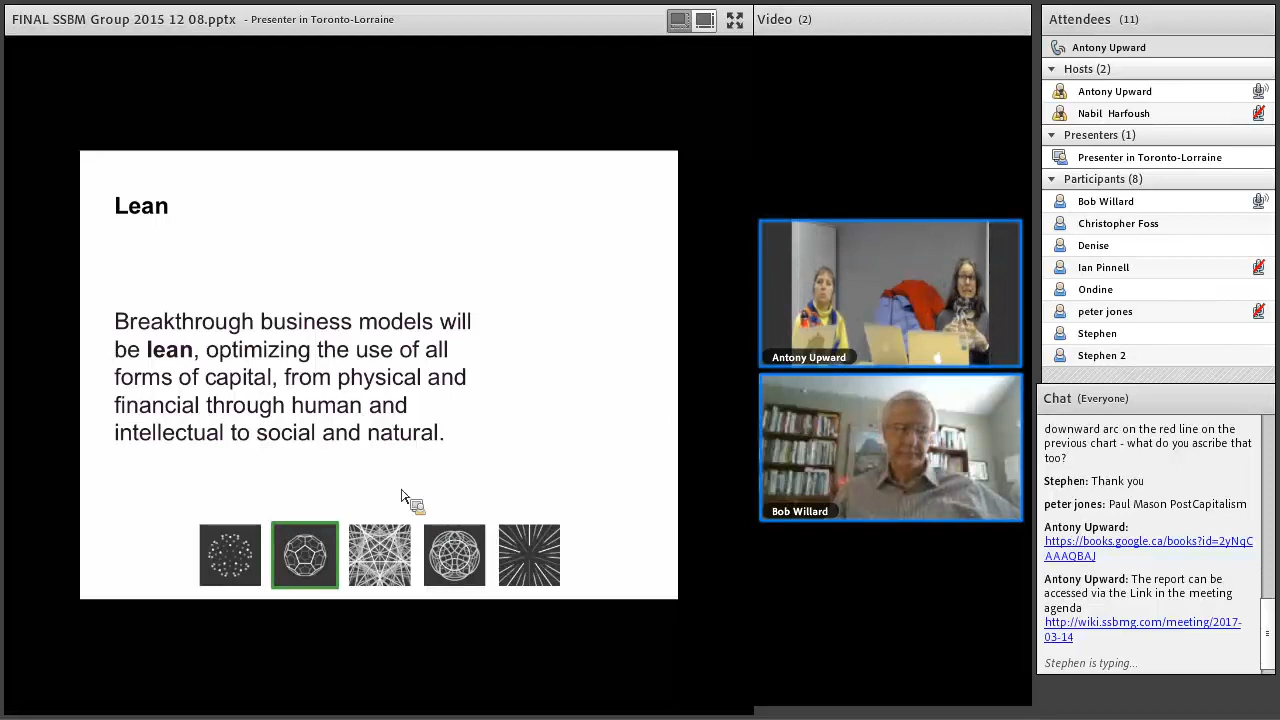 FINAL SSBM Group 2015 12 08.pptx - Presenter in Toronto-Lorraine
Lean
Breakthrough business models will
be lean, optimizing the use of all
forms of capital, from physical and
financial through human and
intellectual to social and natural.
Video (2)
Antony Upward
Bob Willard
Attendees (11)
Antony Upward
Hosts (2)
Antony Upward
Nabil Harfoush
Presenters (1)
Presenter in Toronto-Lorraine
Participants (8)
Bob Willard
Christopher Foss
Denise
Ian Pinnell
Ondine
peter jones
Stephen
Stephen 2
Chat (Everyone)
downward arc on the red line on the
previous chart - what do you ascribe that
too?
Stephen: Thank you
peter jones: Paul Mason PostCapitalism
Antony Upward:
https://books.google.ca/books?id=2yNqC
AAAQBAJ
Antony Upward: The report can be
accessed via the Link in the meeting
agenda
http://wiki.ssbmg.com/meeting/2017-
03-14
Stephen is typing...